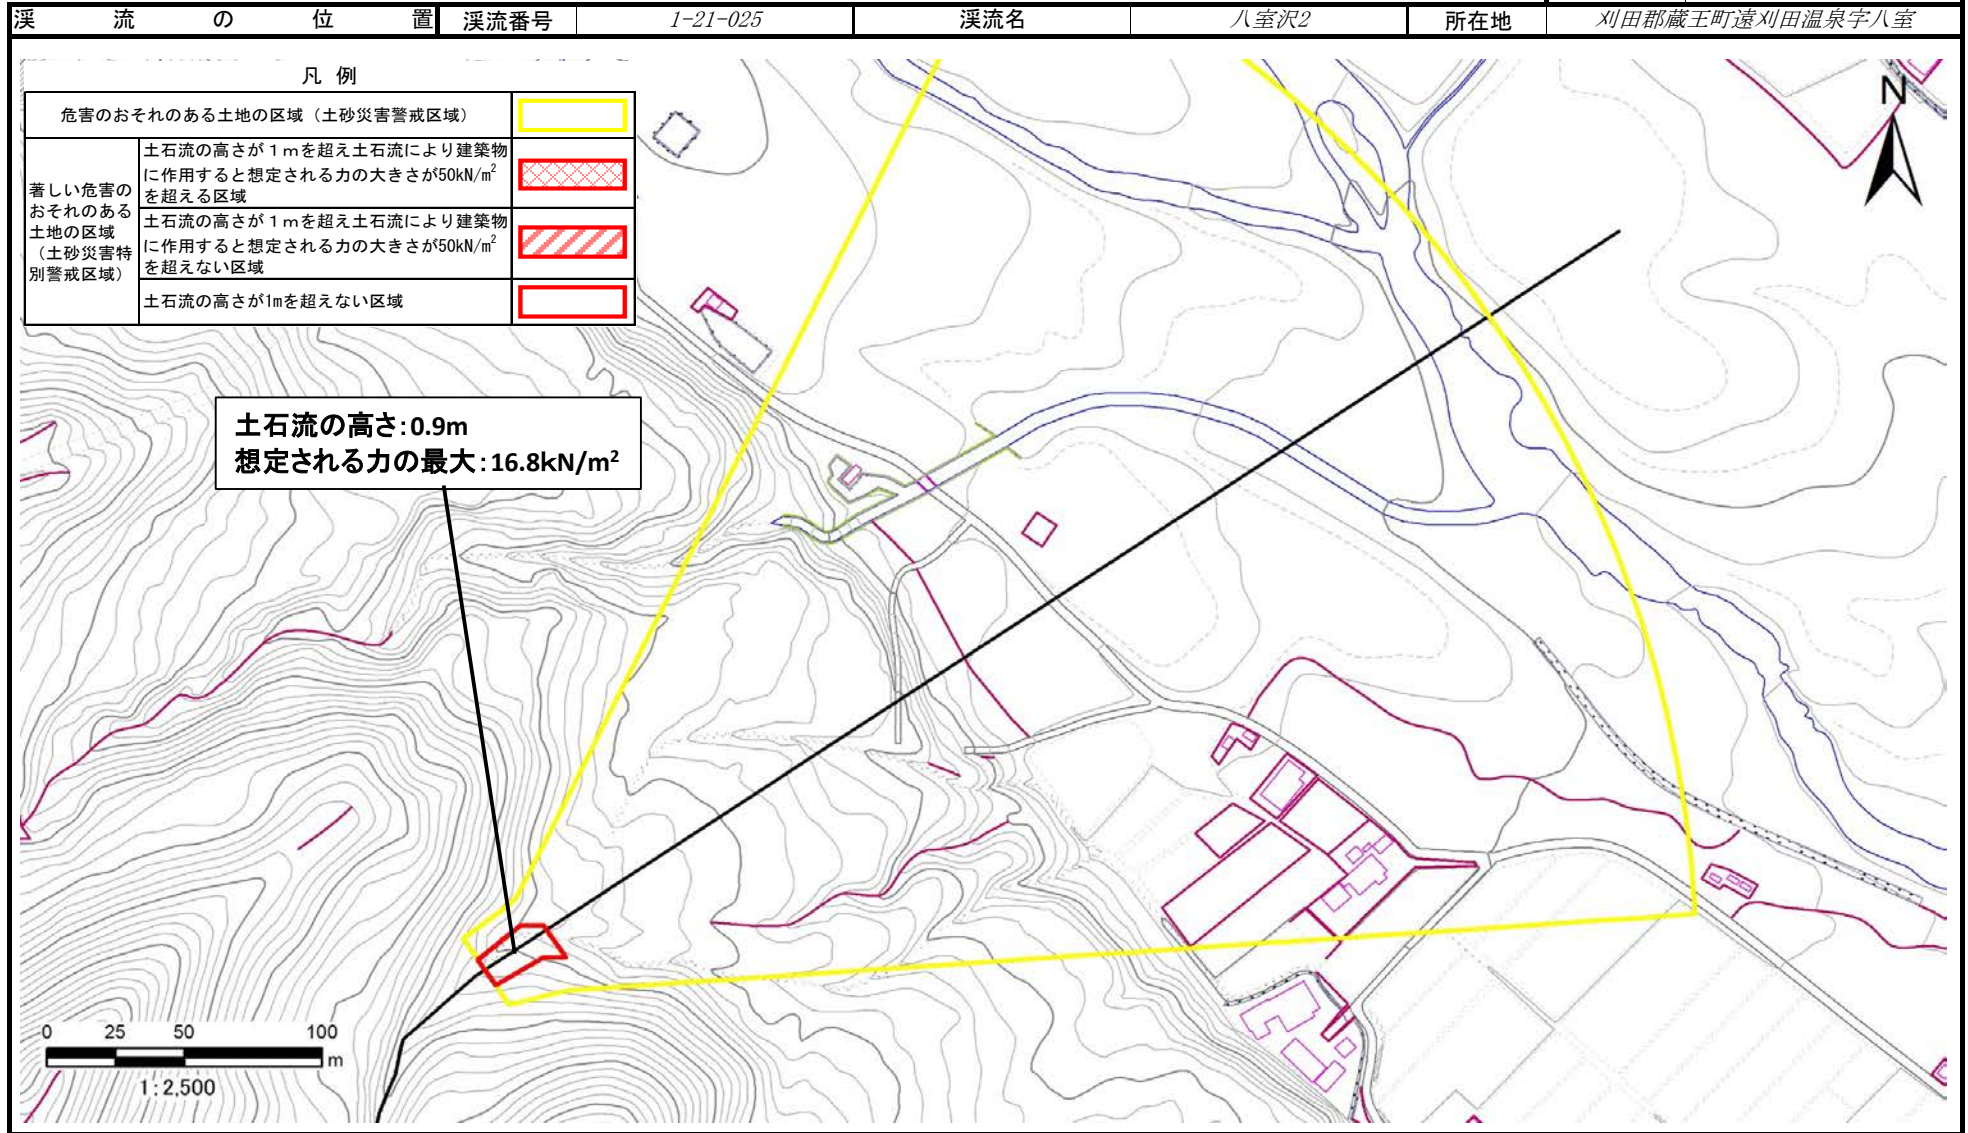 渓流の位置 渓流番号 1-21-025 渓流名 八室沢2 所在地 刈田郡蔵王町遠刈田温泉字八室
凡 例
危害のおそれのある土地の区域（土砂災害警戒区域）
著しい危害の
おそれのある
土地の区域
（土砂災害特
別警戒区域）
土石流の高さが１ｍを超え土石流により建築物
に作用すると想定される力の大きさが50kN/m²
を超える区域
土石流の高さが１ｍを超え土石流により建築物
に作用すると想定される力の大きさが50kN/m²
を超えない区域
土石流の高さが1mを超えない区域
N
土石流の高さ:0.9m
想定される力の最大:16.8kN/m²
0 25 50 100
m
1:2,500